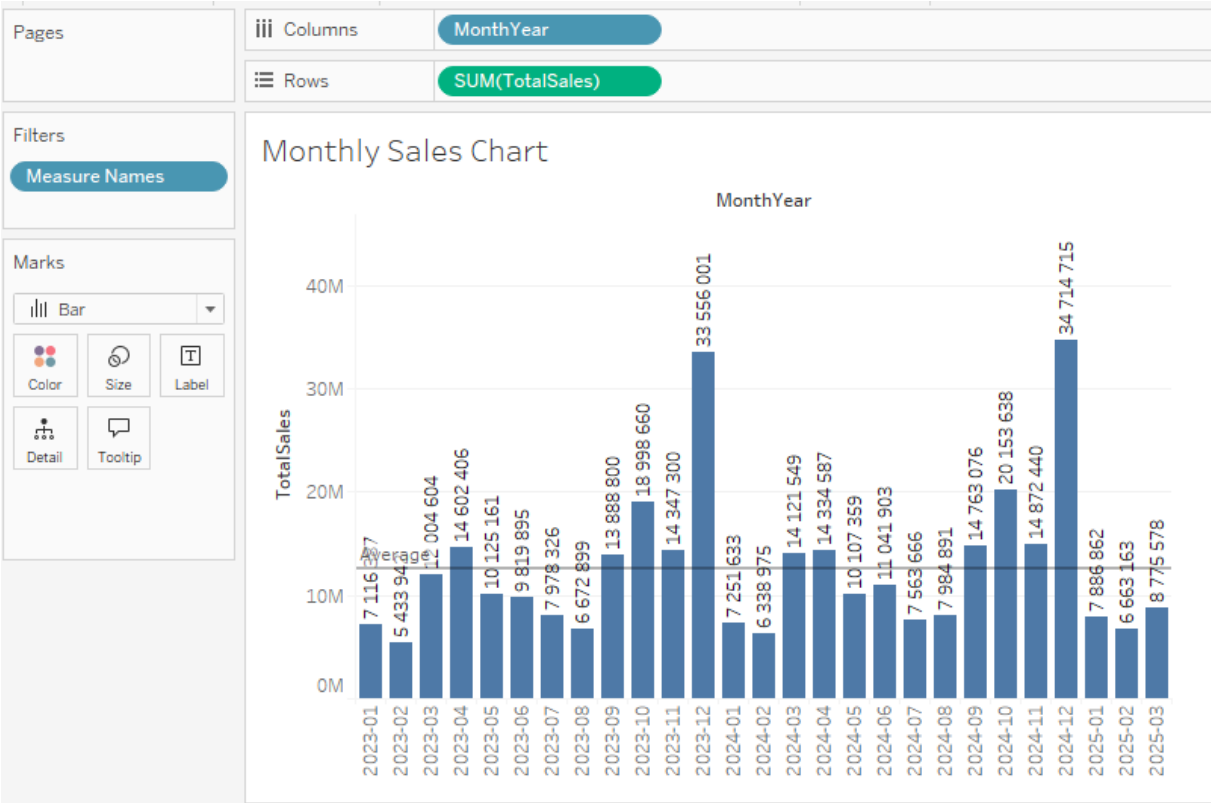 Pages
Columns
MonthYear
Rows
SUM(TotalSales)
Filters
Measure Names
Marks
Bar
Color
Size
Label
Detail
Tooltip
Monthly Sales Chart
MonthYear
TotalSales
40M
30M
20M
10M
0M
Average
7 116
5 433 94
12 004 604
14 602 406
10 125 161
9 819 895
7 978 326
6 672 899
13 888 800
18 998 660
14 347 300
33 556 001
7 251 633
6 338 975
14 121 549
14 334 587
10 107 359
11 041 903
7 563 666
7 984 891
14 763 076
20 153 638
14 872 440
34 714 715
7 886 862
6 663 163
8 775 578
2023-01
2023-02
2023-03
2023-04
2023-05
2023-06
2023-07
2023-08
2023-09
2023-10
2023-11
2023-12
2024-01
2024-02
2024-03
2024-04
2024-05
2024-06
2024-07
2024-08
2024-09
2024-10
2024-11
2024-12
2025-01
2025-02
2025-03